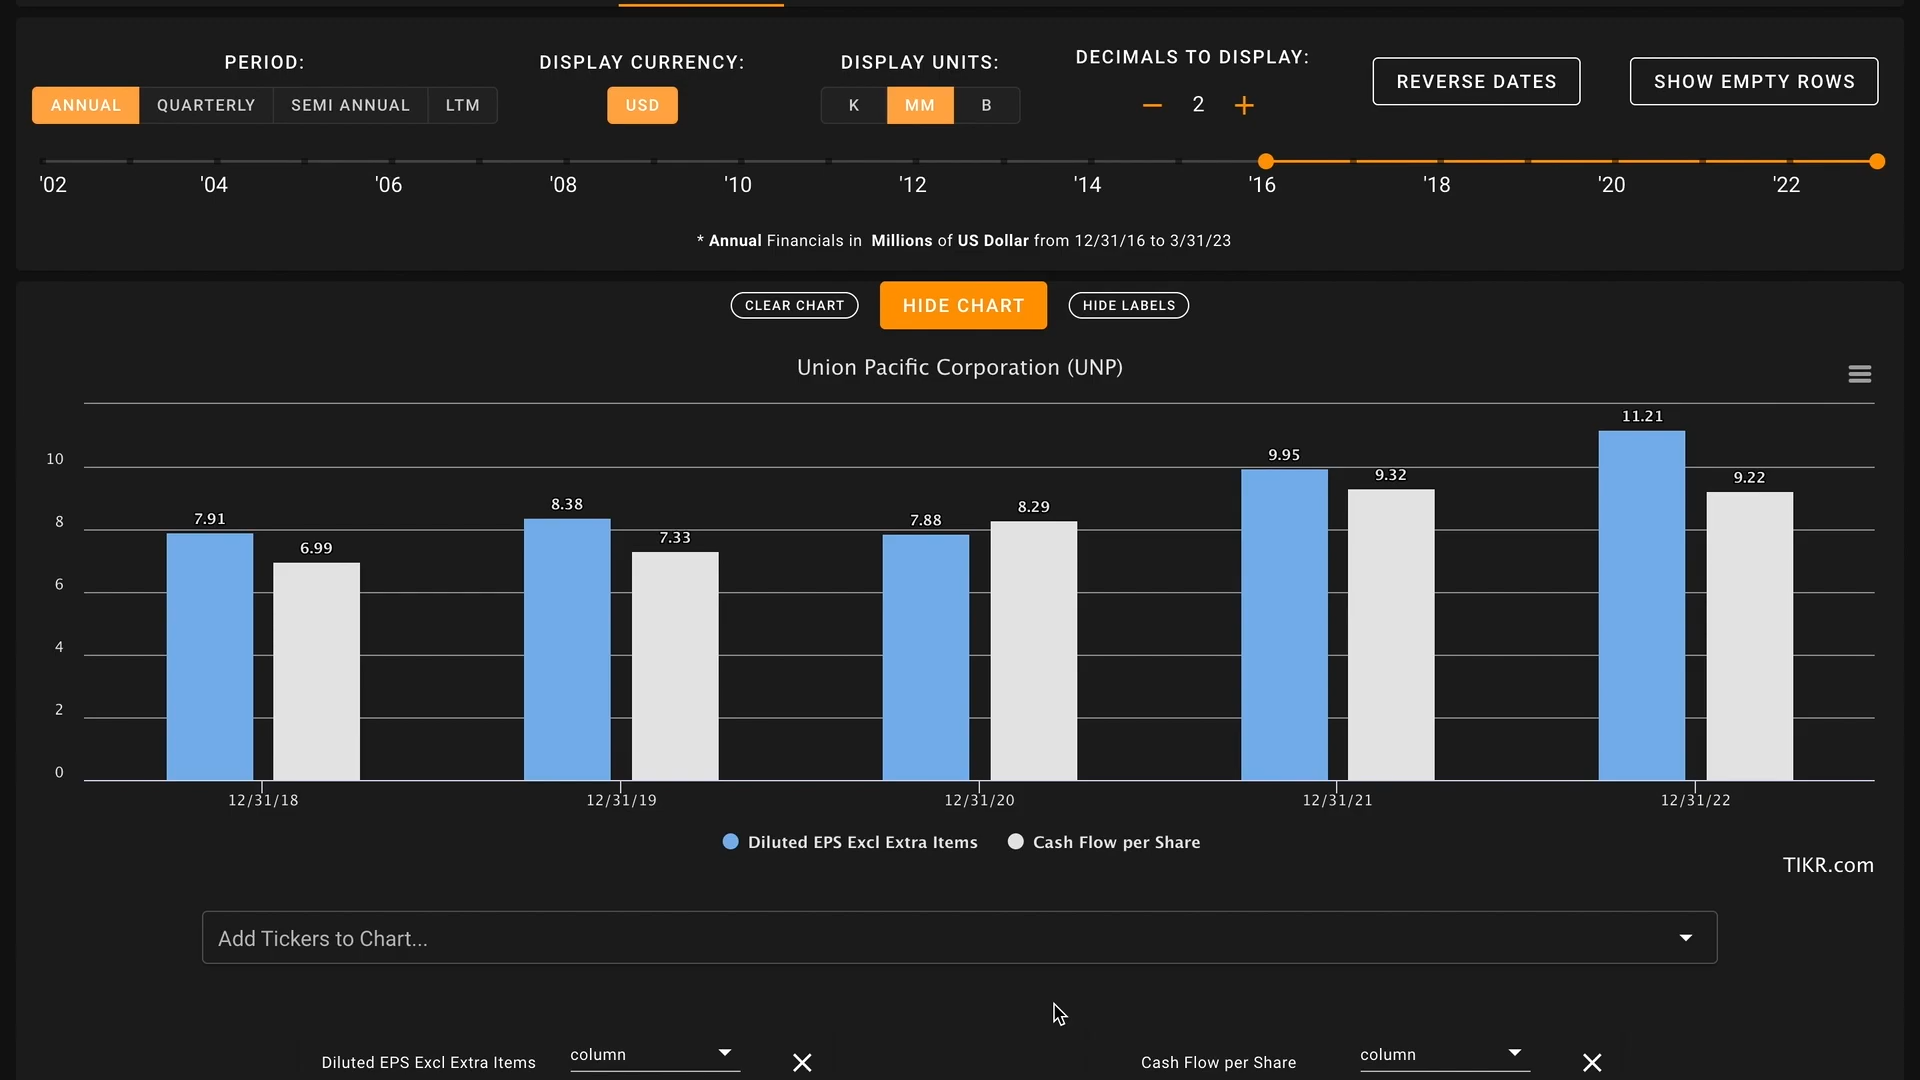 PERIOD:
DISPLAY CURRENCY:
DISPLAY UNITS:
DECIMALS TO DISPLAY:
REVERSE DATES
SHOW EMPTY ROWS
ANNUAL QUARTERLY SEMI ANNUAL LTM
USD
K MM B
2
'02 '04 '06 '08 '10 '12 '14 '16 '18 '20 '22
* Annual Financials in Millions of US Dollar from 12/31/16 to 3/31/23
CLEAR CHART
HIDE CHART
HIDE LABELS
Union Pacific Corporation (UNP)
10
8
6
4
2
0
7.91 6.99 8.38 7.33 7.88 8.29 9.95 9.32 11.21 9.22
12/31/18 12/31/19 12/31/20 12/31/21 12/31/22
Diluted EPS Excl Extra Items Cash Flow per Share
TIKR.com
Add Tickers to Chart...
Diluted EPS Excl Extra Items column Cash Flow per Share column